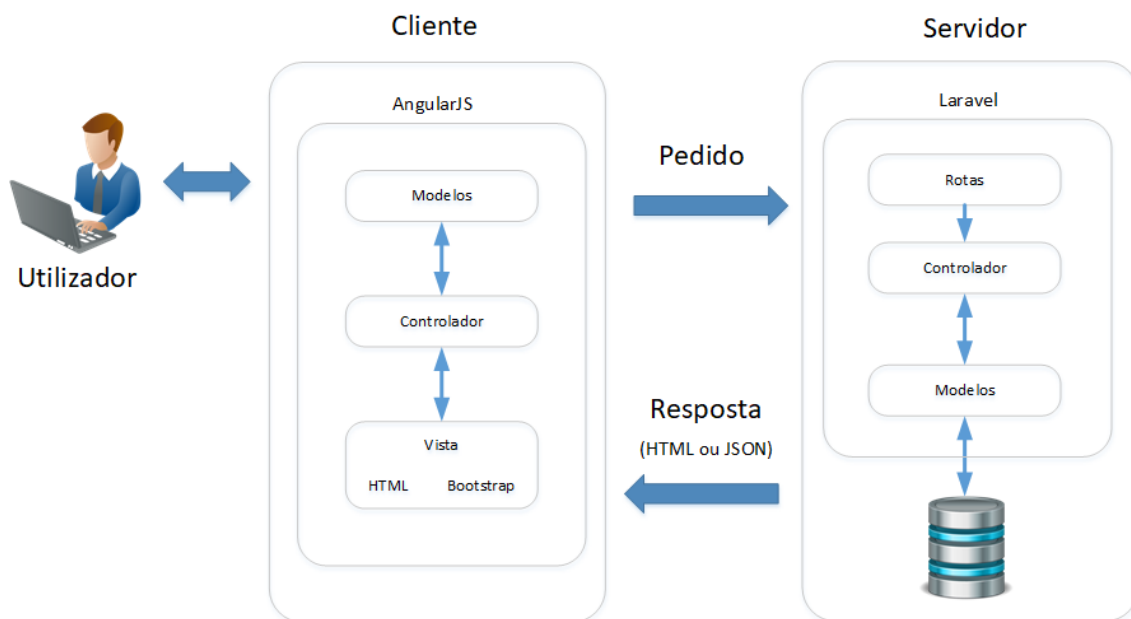 Cliente
Servidor
AngularJS
Laravel
Utilizador
Modelos
Controlador
Vista
HTML Bootstrap
Pedido
Resposta
(HTML ou JSON)
Rotas
Controlador
Modelos